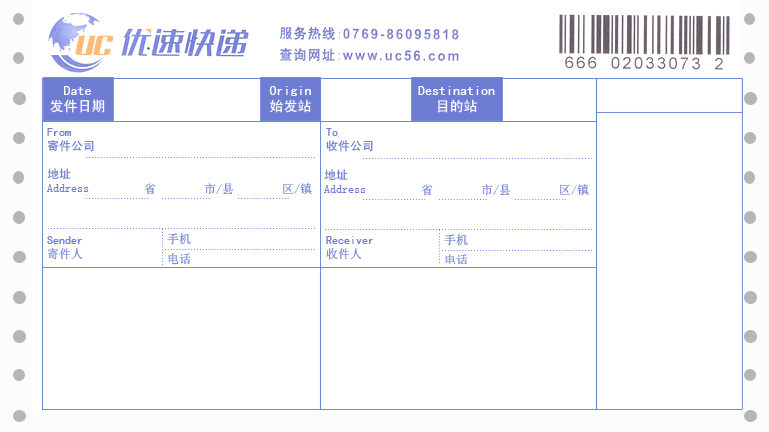 UC 优速快递
服务热线:0769-86095818
查询网址:www.uc56.com
666 02033073 2
Date
发件日期
Origin
始发站
Destination
目的站
From
寄件公司
地址
Address 省 市/县 区/镇
Sender
寄件人
手机
电话
To
收件公司
地址
Address 省 市/县 区/镇
Receiver
收件人
手机
电话